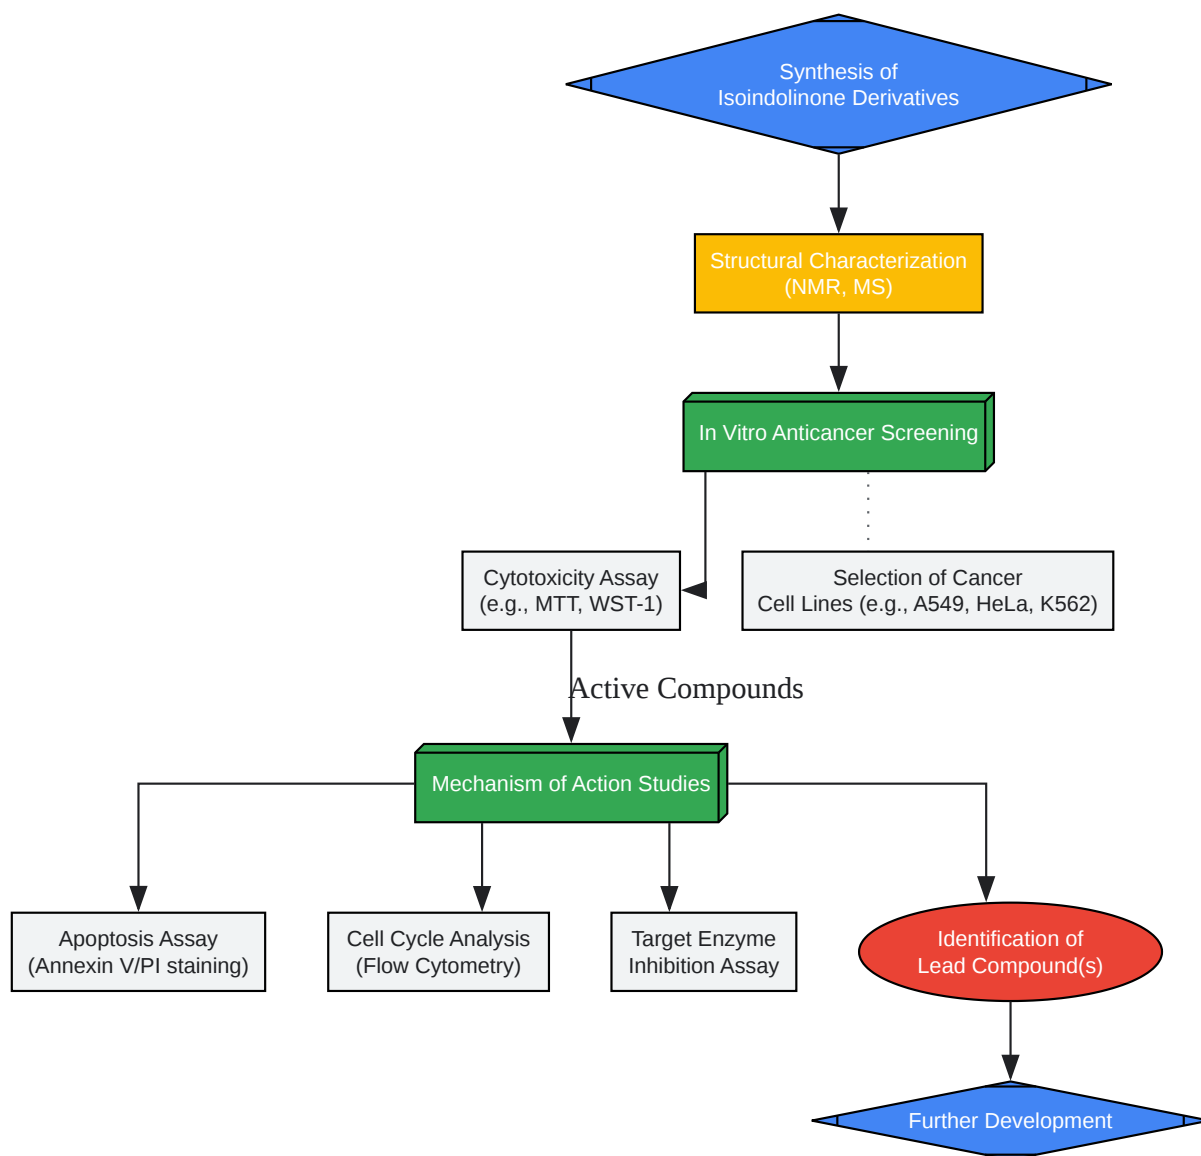 Synthesis of
Isoindolinone Derivatives
Structural Characterization
(NMR, MS)
In Vitro Anticancer Screening
Cytotoxicity Assay
(e.g., MTT, WST-1)
Selection of Cancer
Cell Lines (e.g., A549, HeLa, K562)
Active Compounds
Mechanism of Action Studies
Apoptosis Assay
(Annexin V/PI staining)
Cell Cycle Analysis
(Flow Cytometry)
Target Enzyme
Inhibition Assay
Identification of
Lead Compound(s)
Further Development